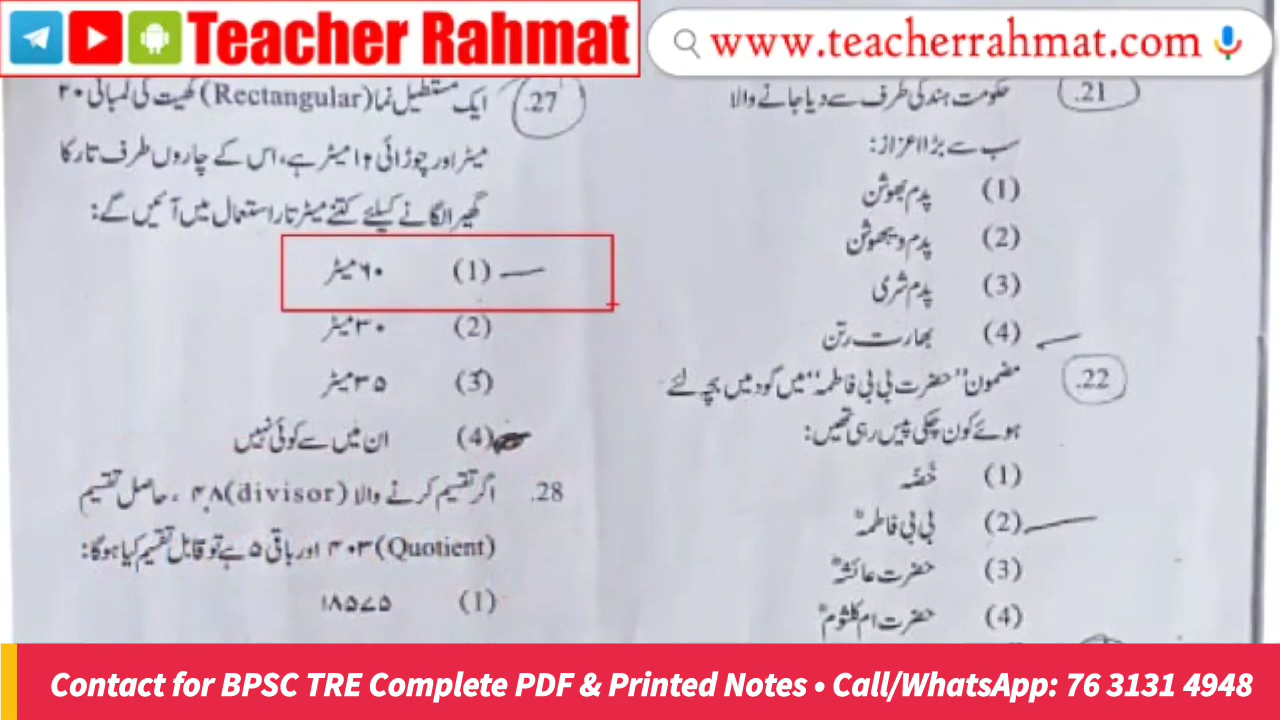 Teacher Rahmat
www.teacherrahmat.com
21. حکومت ہند کی طرف سے دیا جانے والا
سب سے بڑا اعزاز:
(1) پدم بھوشن
(2) پدم ویبھوشن
(3) پدم شری
(4) بھارت رتن
22. مضمون "حضرت بی بی فاطمہؓ" میں گود میں بچہ لئے
ہوئے کون چکی پیس رہی تھیں:
(1)
(2) بی بی فاطمہؓ
(3) حضرت عائشہؓ
(4) حضرت ام کلثومؓ
27. ایک مستطیل نما (Rectangular) کھیت کی لمبائی ۲۰
میٹر اور چوڑائی ۱۲ میٹر ہے، اس کے چاروں طرف تار کا
گھیرا لگانے کیلئے کتنے میٹر تار استعمال میں آئیں گے:
(1) ۶۰ میٹر
(2) ۳۰ میٹر
(3) ۳۵ میٹر
(4) ان میں سے کوئی نہیں
28. اگر تقسیم کرنے والا (divisor) ۴۸، حاصل تقسیم
(Quotient) ۴۰۳ اور باقی ۵ ہے تو قابل تقسیم کیا ہوگا:
(1) ۱۸۵۷۵
Contact for BPSC TRE Complete PDF & Printed Notes • Call/WhatsApp: 76 3131 4948